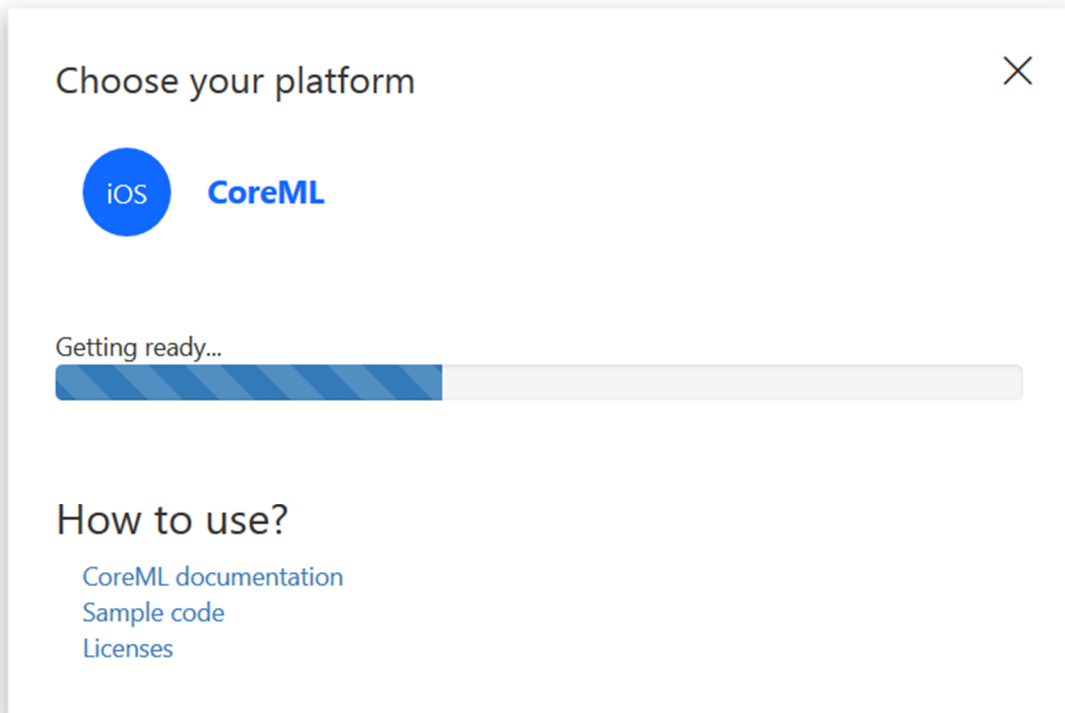 Choose your platform
iOS
CoreML
Getting ready...
How to use?
CoreML documentation
Sample code
Licenses